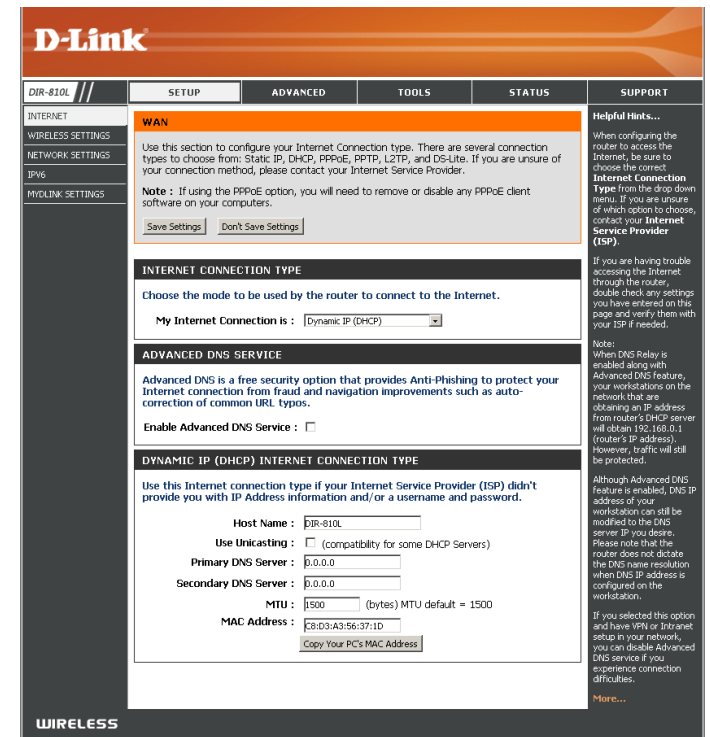 D-Link
DIR-810L
SETUP
ADVANCED
TOOLS
STATUS
SUPPORT
INTERNET
WIRELESS SETTINGS
NETWORK SETTINGS
IPV6
MYDLINK SETTINGS
WAN
Use this section to configure your Internet Connection type. There are several connection
types to choose from: Static IP, DHCP, PPPoE, PPTP, L2TP, and DS-Lite. If you are unsure of
your connection method, please contact your Internet Service Provider.
Note : If using the PPPoE option, you will need to remove or disable any PPPoE client
software on your computers.
Save Settings
Don't Save Settings
INTERNET CONNECTION TYPE
Choose the mode to be used by the router to connect to the Internet.
My Internet Connection is : Dynamic IP (DHCP)
ADVANCED DNS SERVICE
Advanced DNS is a free security option that provides Anti-Phishing to protect your
Internet connection from fraud and navigation improvements such as auto-
correction of common URL typos.
Enable Advanced DNS Service :
DYNAMIC IP (DHCP) INTERNET CONNECTION TYPE
Use this Internet connection type if your Internet Service Provider (ISP) didn't
provide you with IP Address information and/or a username and password.
Host Name : DIR-810L
Use Unicasting : (compatibility for some DHCP Servers)
Primary DNS Server : 0.0.0.0
Secondary DNS Server : 0.0.0.0
MTU : 1500 (bytes) MTU default = 1500
MAC Address : C8:D3:A3:56:37:1D
Copy Your PC's MAC Address
Helpful Hints...
When configuring the
router to access the
Internet, be sure to
choose the correct
Internet Connection
Type from the drop down
menu. If you are unsure
of which option to choose,
contact your Internet
Service Provider
(ISP).
If you are having trouble
accessing the Internet
through the router,
double check any settings
you have entered on this
page and verify them with
your ISP if needed.
Note:
When DNS Relay is
enabled along with
Advanced DNS feature,
your workstations on the
network that are
obtaining an IP address
from router's DHCP server
will obtain 192.168.0.1
(router's IP address).
However, traffic will still
be protected.
Although Advanced DNS
feature is enabled, DNS IP
address of your
workstation can still be
modified to the DNS
server IP you desire.
Please note that the
router does not dictate
the DNS name resolution
when DNS IP address is
configured on the
workstation.
If you selected this option
and have VPN or Intranet
setup in your network,
you can disable Advanced
DNS service if you
experience connection
difficulties.
More...
WIRELESS